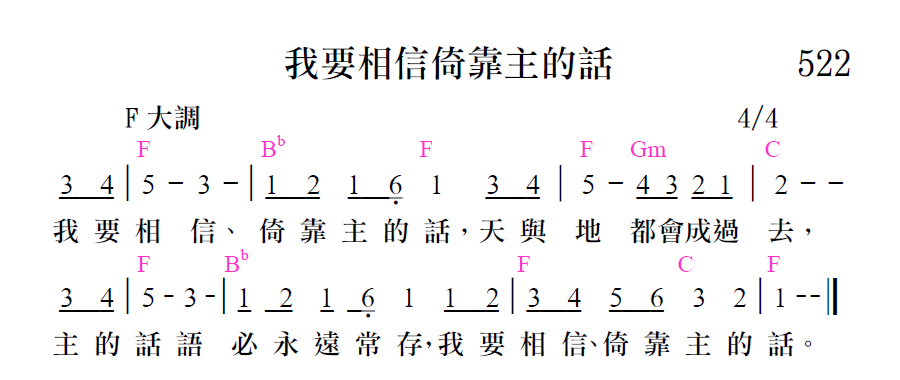 我要相信倚靠主的話 522
F 大調 4/4
F Bb F F Gm C
3 4 | 5 - 3 - | 1 2 1 6 1 3 4 | 5 - 4 3 2 1 | 2 - -
我要相信、倚靠主的話,天與地都會成過去,
F Bb F C F
3 4 | 5 - 3 - | 1 2 1 6 1 1 2 | 3 4 5 6 3 2 | 1 - - ||
主的話語必永遠常存,我要相信、倚靠主的話。